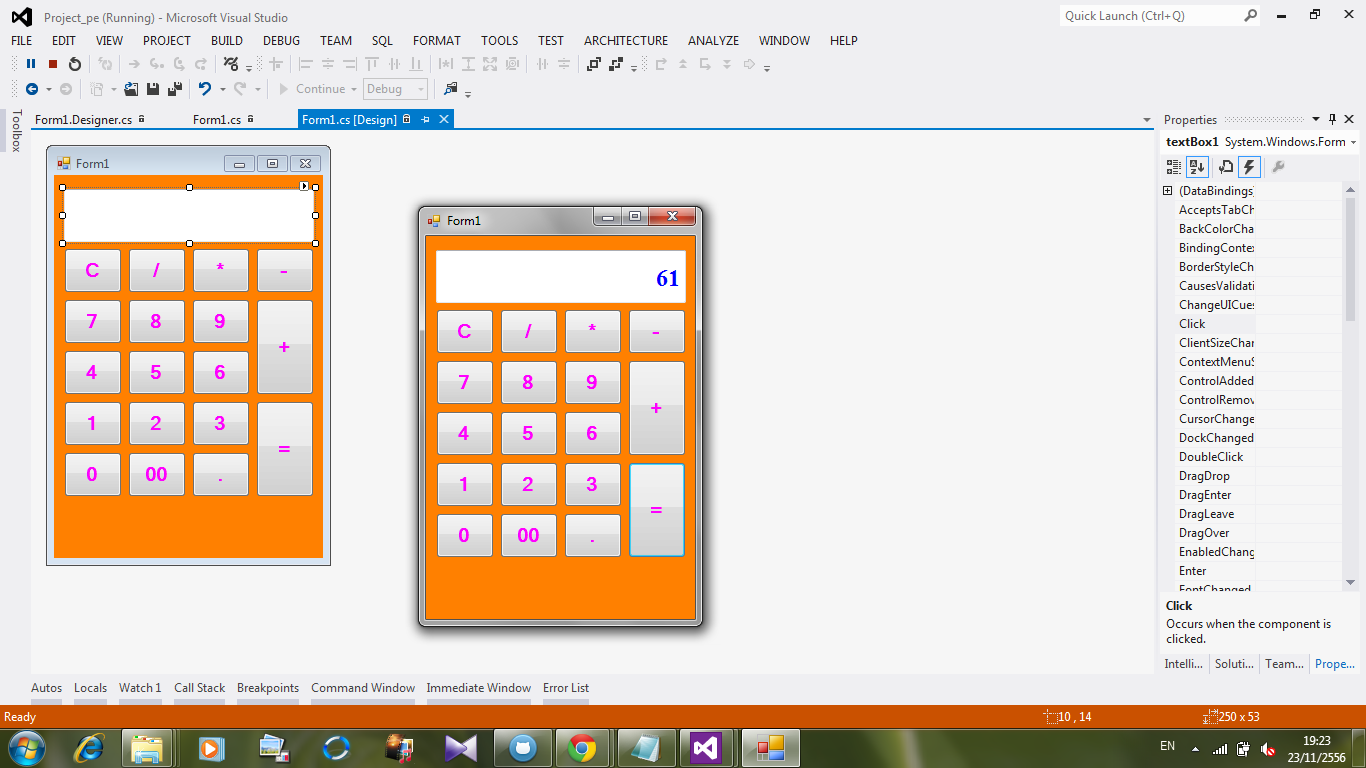 Project_pe (Running) - Microsoft Visual Studio
Quick Launch (Ctrl+Q)
FILE EDIT VIEW PROJECT BUILD DEBUG TEAM SQL FORMAT TOOLS TEST ARCHITECTURE ANALYZE WINDOW HELP
Continue Debug
Toolbox
Form1.Designer.cs Form1.cs Form1.cs [Design]
Form1
C / * -
7 8 9
+
4 5 6
1 2 3
=
0 00 .
Form1
61
C / * -
7 8 9
+
4 5 6
1 2 3
=
0 00 .
Properties
textBox1 System.Windows.Form
(DataBindings)
AcceptsTabCh
BackColorCha
BindingContex
BorderStyleCh
CausesValidati
ChangeUICues
Click
ClientSizeChan
ContextMenuS
ControlAdded
ControlRemov
CursorChange
DockChanged
DoubleClick
DragDrop
DragEnter
DragLeave
DragOver
EnabledChang
Enter
FontChanged
Click
Occurs when the component is
clicked.
Intelli... Soluti... Team... Prope...
Autos Locals Watch 1 Call Stack Breakpoints Command Window Immediate Window Error List
Ready
10 , 14
250 x 53
EN
19:23
23/11/2556